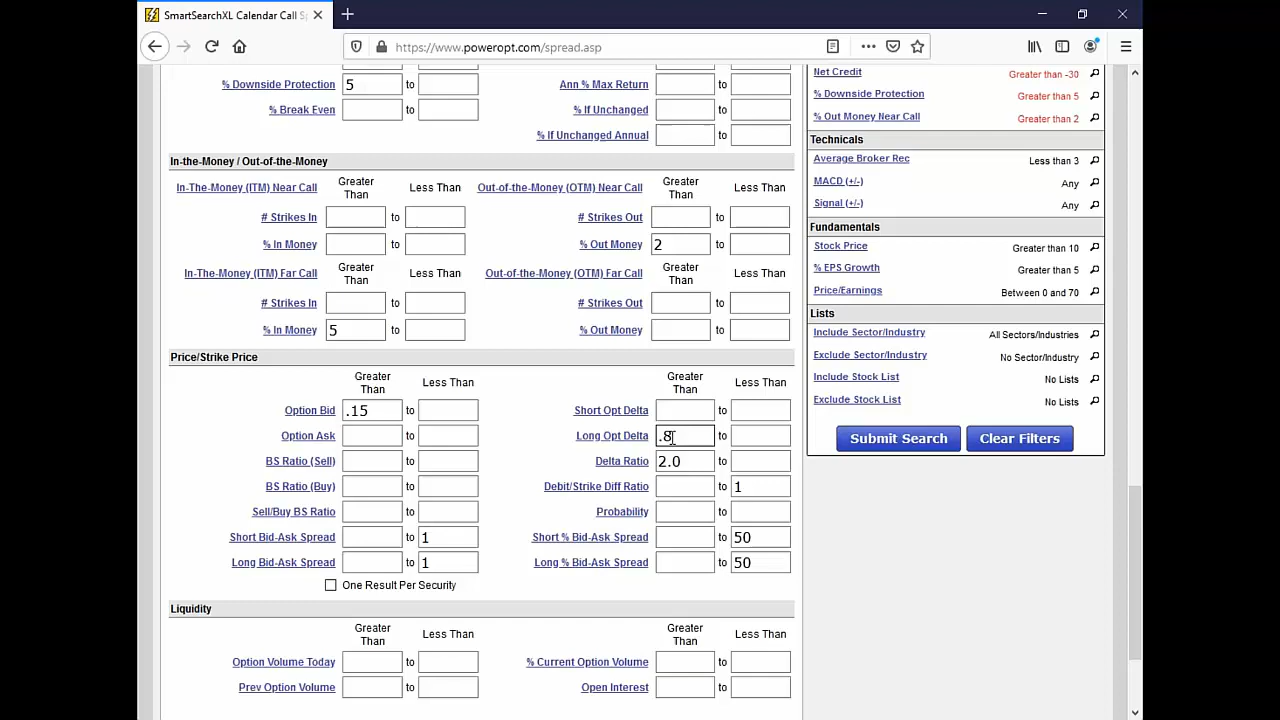 SmartSearchXL Calendar Call Sp
https://www.poweropt.com/spread.asp
% Downside Protection 5 to Ann % Max Return to
% Break Even to % If Unchanged to
% If Unchanged Annual to
In-the-Money / Out-of-the-Money
In-The-Money (ITM) Near Call Greater Than Less Than Out-of-the-Money (OTM) Near Call Greater Than Less Than
# Strikes In to # Strikes Out to
% In Money to % Out Money 2 to
In-The-Money (ITM) Far Call Greater Than Less Than Out-of-the-Money (OTM) Far Call Greater Than Less Than
# Strikes In to # Strikes Out to
% In Money 5 to % Out Money to
Price/Strike Price
Greater Than Less Than Greater Than Less Than
Option Bid .15 to Short Opt Delta to
Option Ask to Long Opt Delta .8 to
BS Ratio (Sell) to Delta Ratio 2.0 to
BS Ratio (Buy) to Debit/Strike Diff Ratio to 1
Sell/Buy BS Ratio to Probability to
Short Bid-Ask Spread to 1 Short % Bid-Ask Spread to 50
Long Bid-Ask Spread to 1 Long % Bid-Ask Spread to 50
One Result Per Security
Liquidity
Greater Than Less Than Greater Than Less Than
Option Volume Today to % Current Option Volume to
Prev Option Volume to Open Interest to
Net Credit Greater than -30
% Downside Protection Greater than 5
% Out Money Near Call Greater than 2
Technicals
Average Broker Rec Less than 3
MACD (+/-) Any
Signal (+/-) Any
Fundamentals
Stock Price Greater than 10
% EPS Growth Greater than 5
Price/Earnings Between 0 and 70
Lists
Include Sector/Industry All Sectors/Industries
Exclude Sector/Industry No Sector/Industry
Include Stock List No Lists
Exclude Stock List No Lists
Submit Search Clear Filters